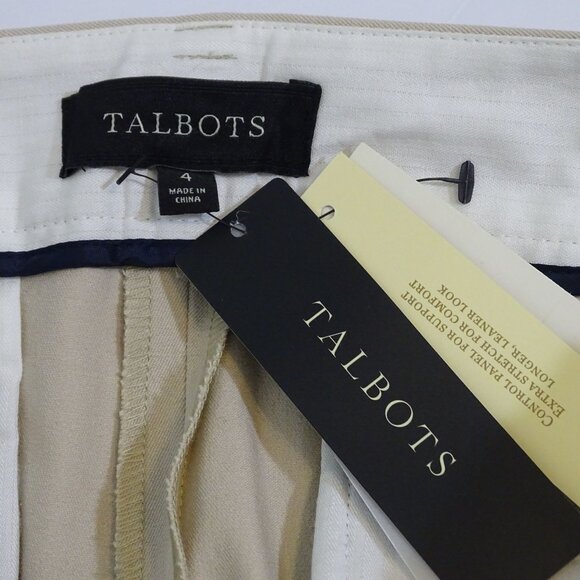 TALBOTS
4
MADE IN
CHINA
TALBOTS
CONTROL PANEL FOR SUPPORT
EXTRA STRETCH FOR COMFORT
LONGER, LEANER LOOK